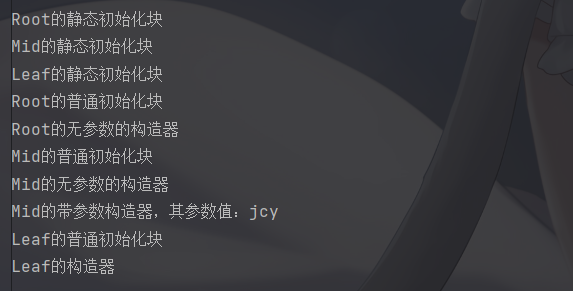 Root的静态初始化块
Mid的静态初始化块
Leaf的静态初始化块
Root的普通初始化块
Root的无参数的构造器
Mid的普通初始化块
Mid的无参数的构造器
Mid的带参数构造器，其参数值：jcy
Leaf的普通初始化块
Leaf的构造器